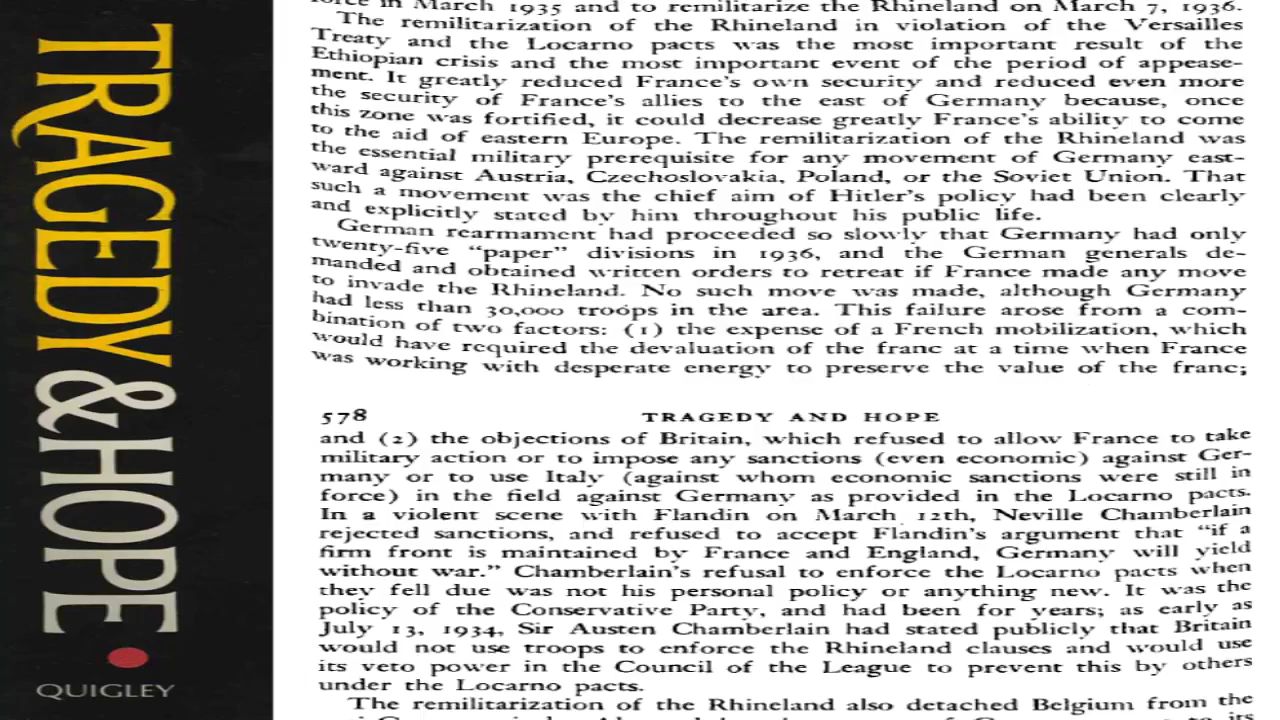 TRAGEDY & HOPE
QUIGLEY
force in March 1935 and to remilitarize the Rhineland on March 7, 1936.
The remilitarization of the Rhineland in violation of the Versailles
Treaty and the Locarno pacts was the most important result of the
Ethiopian crisis and the most important event of the period of appease-
ment. It greatly reduced France's own security and reduced even more
the security of France's allies to the east of Germany because, once
this zone was fortified, it could decrease greatly France's ability to come
to the aid of eastern Europe. The remilitarization of the Rhineland was
the essential military prerequisite for any movement of Germany east-
ward against Austria, Czechoslovakia, Poland, or the Soviet Union. That
such a movement was the chief aim of Hitler's policy had been clearly
and explicitly stated by him throughout his public life.
German rearmament had proceeded so slowly that Germany had only
twenty-five "paper" divisions in 1936, and the German generals de-
manded and obtained written orders to retreat if France made any move
to invade the Rhineland. No such move was made, although Germany
had less than 30,000 troops in the area. This failure arose from a com-
bination of two factors: (1) the expense of a French mobilization, which
would have required the devaluation of the franc at a time when France
was working with desperate energy to preserve the value of the franc;
578 TRAGEDY AND HOPE
and (2) the objections of Britain, which refused to allow France to take
military action or to impose any sanctions (even economic) against Ger-
many or to use Italy (against whom economic sanctions were still in
force) in the field against Germany as provided in the Locarno pacts.
In a violent scene with Flandin on March 12th, Neville Chamberlain
rejected sanctions, and refused to accept Flandin's argument that "if a
firm front is maintained by France and England, Germany will yield
without war." Chamberlain's refusal to enforce the Locarno pacts when
they fell due was not his personal policy or anything new. It was the
policy of the Conservative Party, and had been for years; as early as
July 13, 1934, Sir Austen Chamberlain had stated publicly that Britain
would not use troops to enforce the Rhineland clauses and would use
its veto power in the Council of the League to prevent this by others
under the Locarno pacts.
The remilitarization of the Rhineland also detached Belgium from the